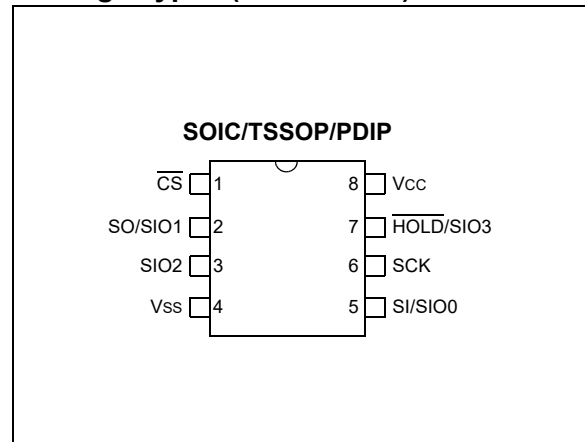 SOIC/TSSOP/PDIP
CS 1 8 Vcc
SO/SIO1 2 7 HOLD/SIO3
SIO2 3 6 SCK
Vss 4 5 SI/SIO0